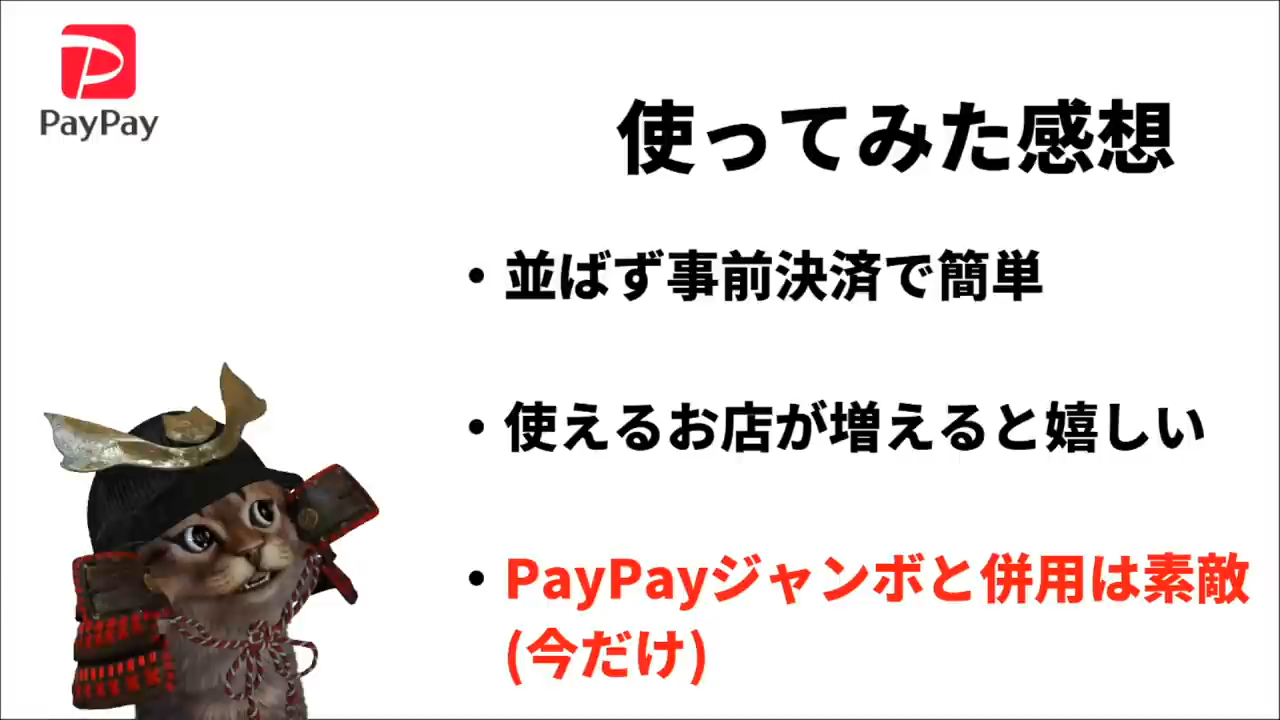 PayPay
使ってみた感想
・並ばず事前決済で簡単
・使えるお店が増えると嬉しい
・PayPayジャンボと併用は素敵
(今だけ)